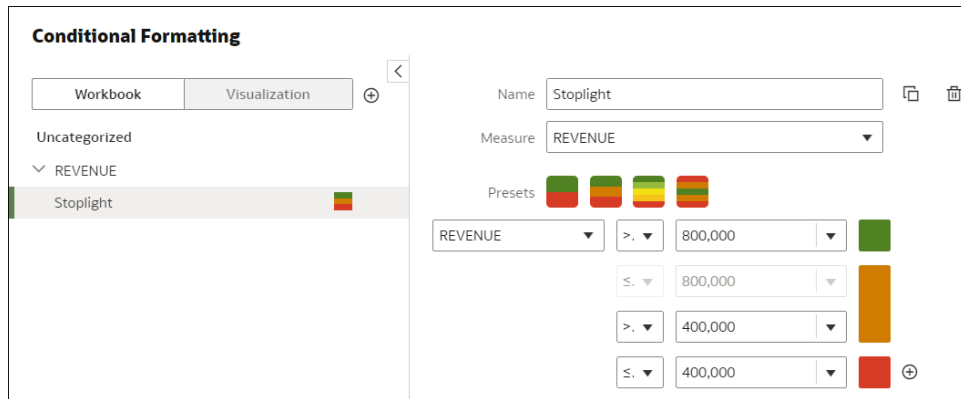 Conditional Formatting
Workbook Visualization
Uncategorized
REVENUE
Stoplight
Name Stoplight
Measure REVENUE
Presets
REVENUE >. 800,000
≤. 800,000
>. 400,000
≤. 400,000